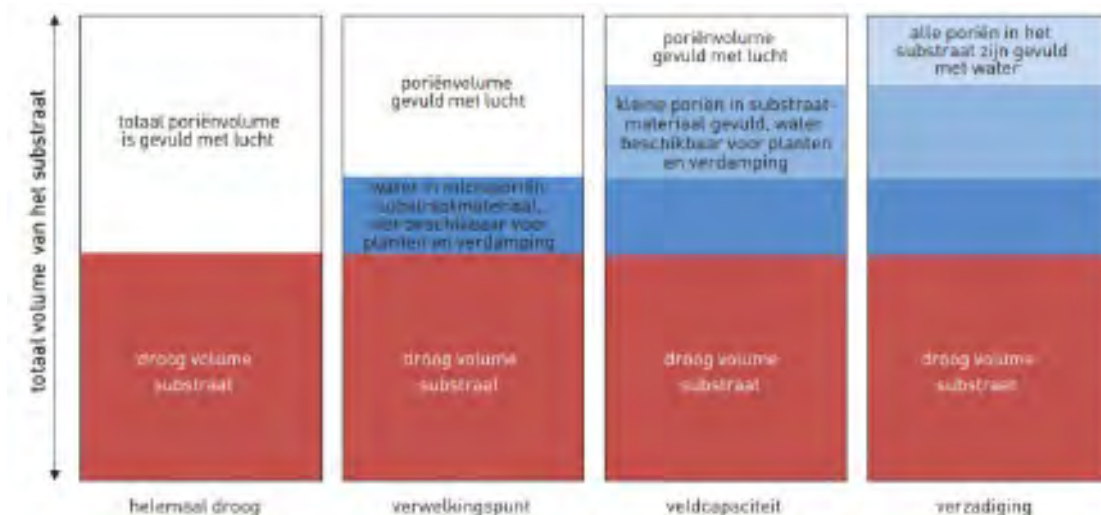 totaal volume van het substraat
totaal poriënvolume
is gevuld met lucht
droog volume
substraat
helemaal droog
poriënvolume
gevuld met lucht
water in microporiën
substraatmateriaal,
niet beschikbaar voor
planten en verdamping
droog volume
substraat
verwelkingspunt
poriënvolume
gevuld met lucht
kleine poriën in substraat-
materiaal gevuld, water
beschikbaar voor planten
en verdamping
droog volume
substraat
veldcapaciteit
alle poriën in het
substraat zijn gevuld
met water
droog volume
substraat
verzadiging